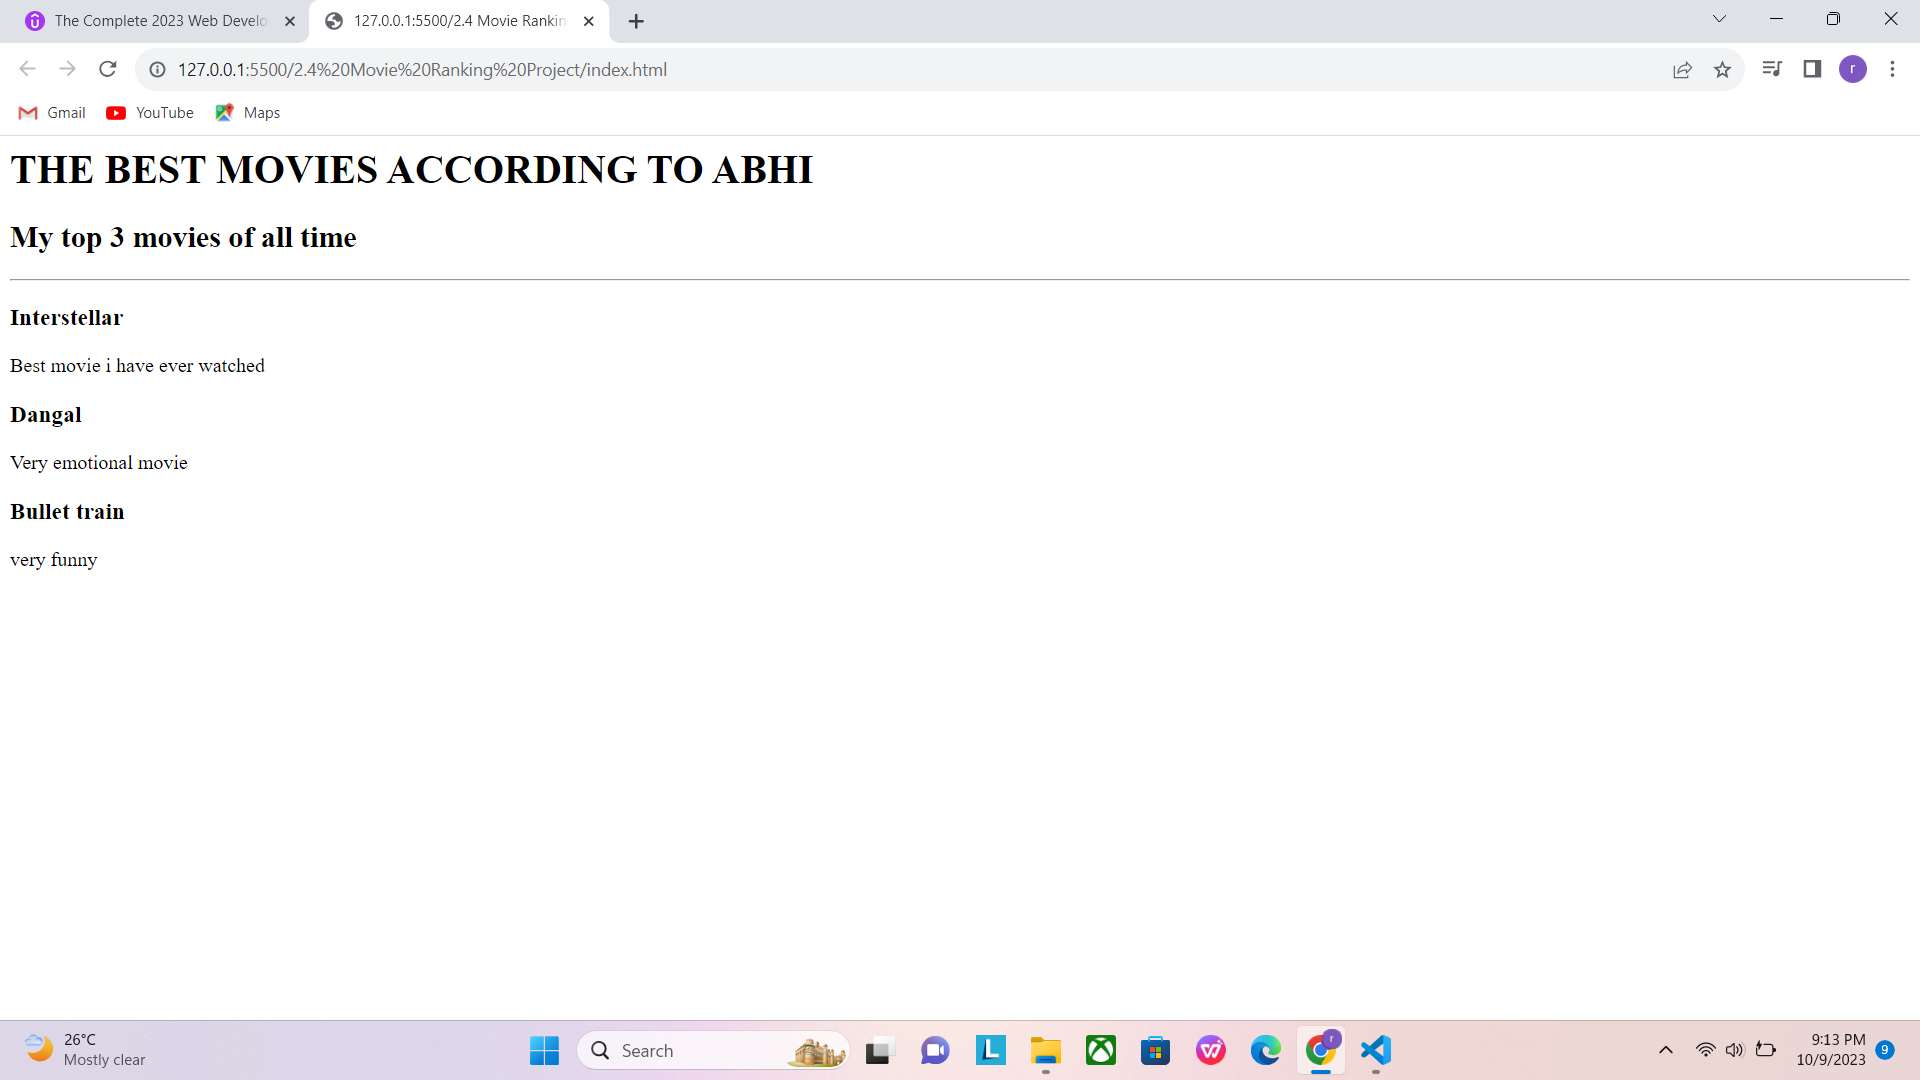 The Complete 2023 Web Develo
127.0.0.1:5500/2.4 Movie Rankin
127.0.0.1:5500/2.4%20Movie%20Ranking%20Project/index.html
r
Gmail
YouTube
Maps
THE BEST MOVIES ACCORDING TO ABHI
My top 3 movies of all time
Interstellar
Best movie i have ever watched
Dangal
Very emotional movie
Bullet train
very funny
26°C
Mostly clear
Search
L
r
9:13 PM
10/9/2023
9